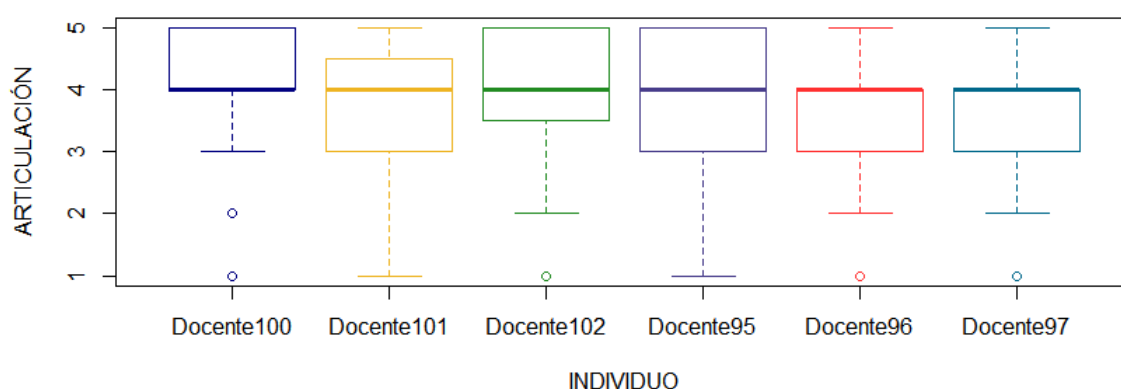 ARTICULACIÓN
5
4
3
2
1
Docente100 Docente101 Docente102 Docente95 Docente96 Docente97
INDIVIDUO